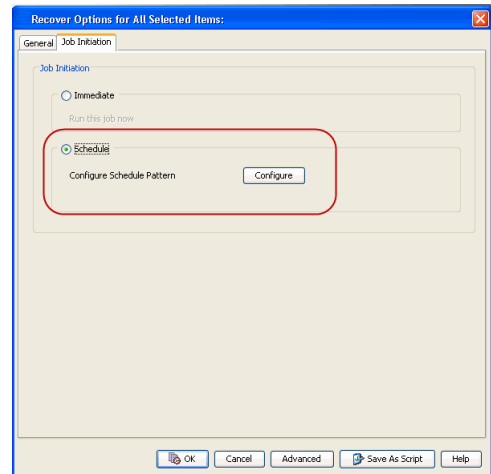 Recover Options for All Selected Items:
General Job Initiation
Job Initiation
Immediate
Run this job now
Schedule
Configure Schedule Pattern Configure
OK Cancel Advanced Save As Script Help